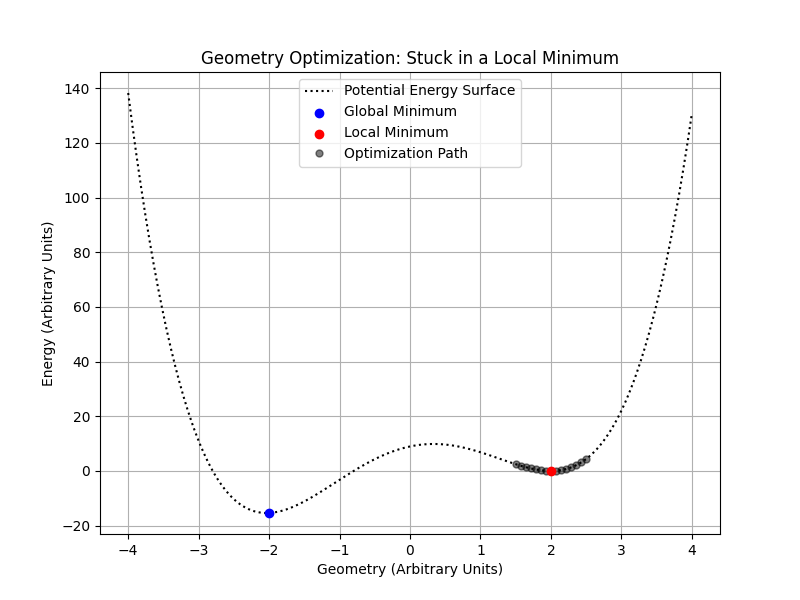 Geometry Optimization: Stuck in a Local Minimum
Potential Energy Surface
Global Minimum
Local Minimum
Optimization Path
140
120
100
80
60
40
20
0
−20
Energy (Arbitrary Units)
−4 −3 −2 −1 0 1 2 3 4
Geometry (Arbitrary Units)